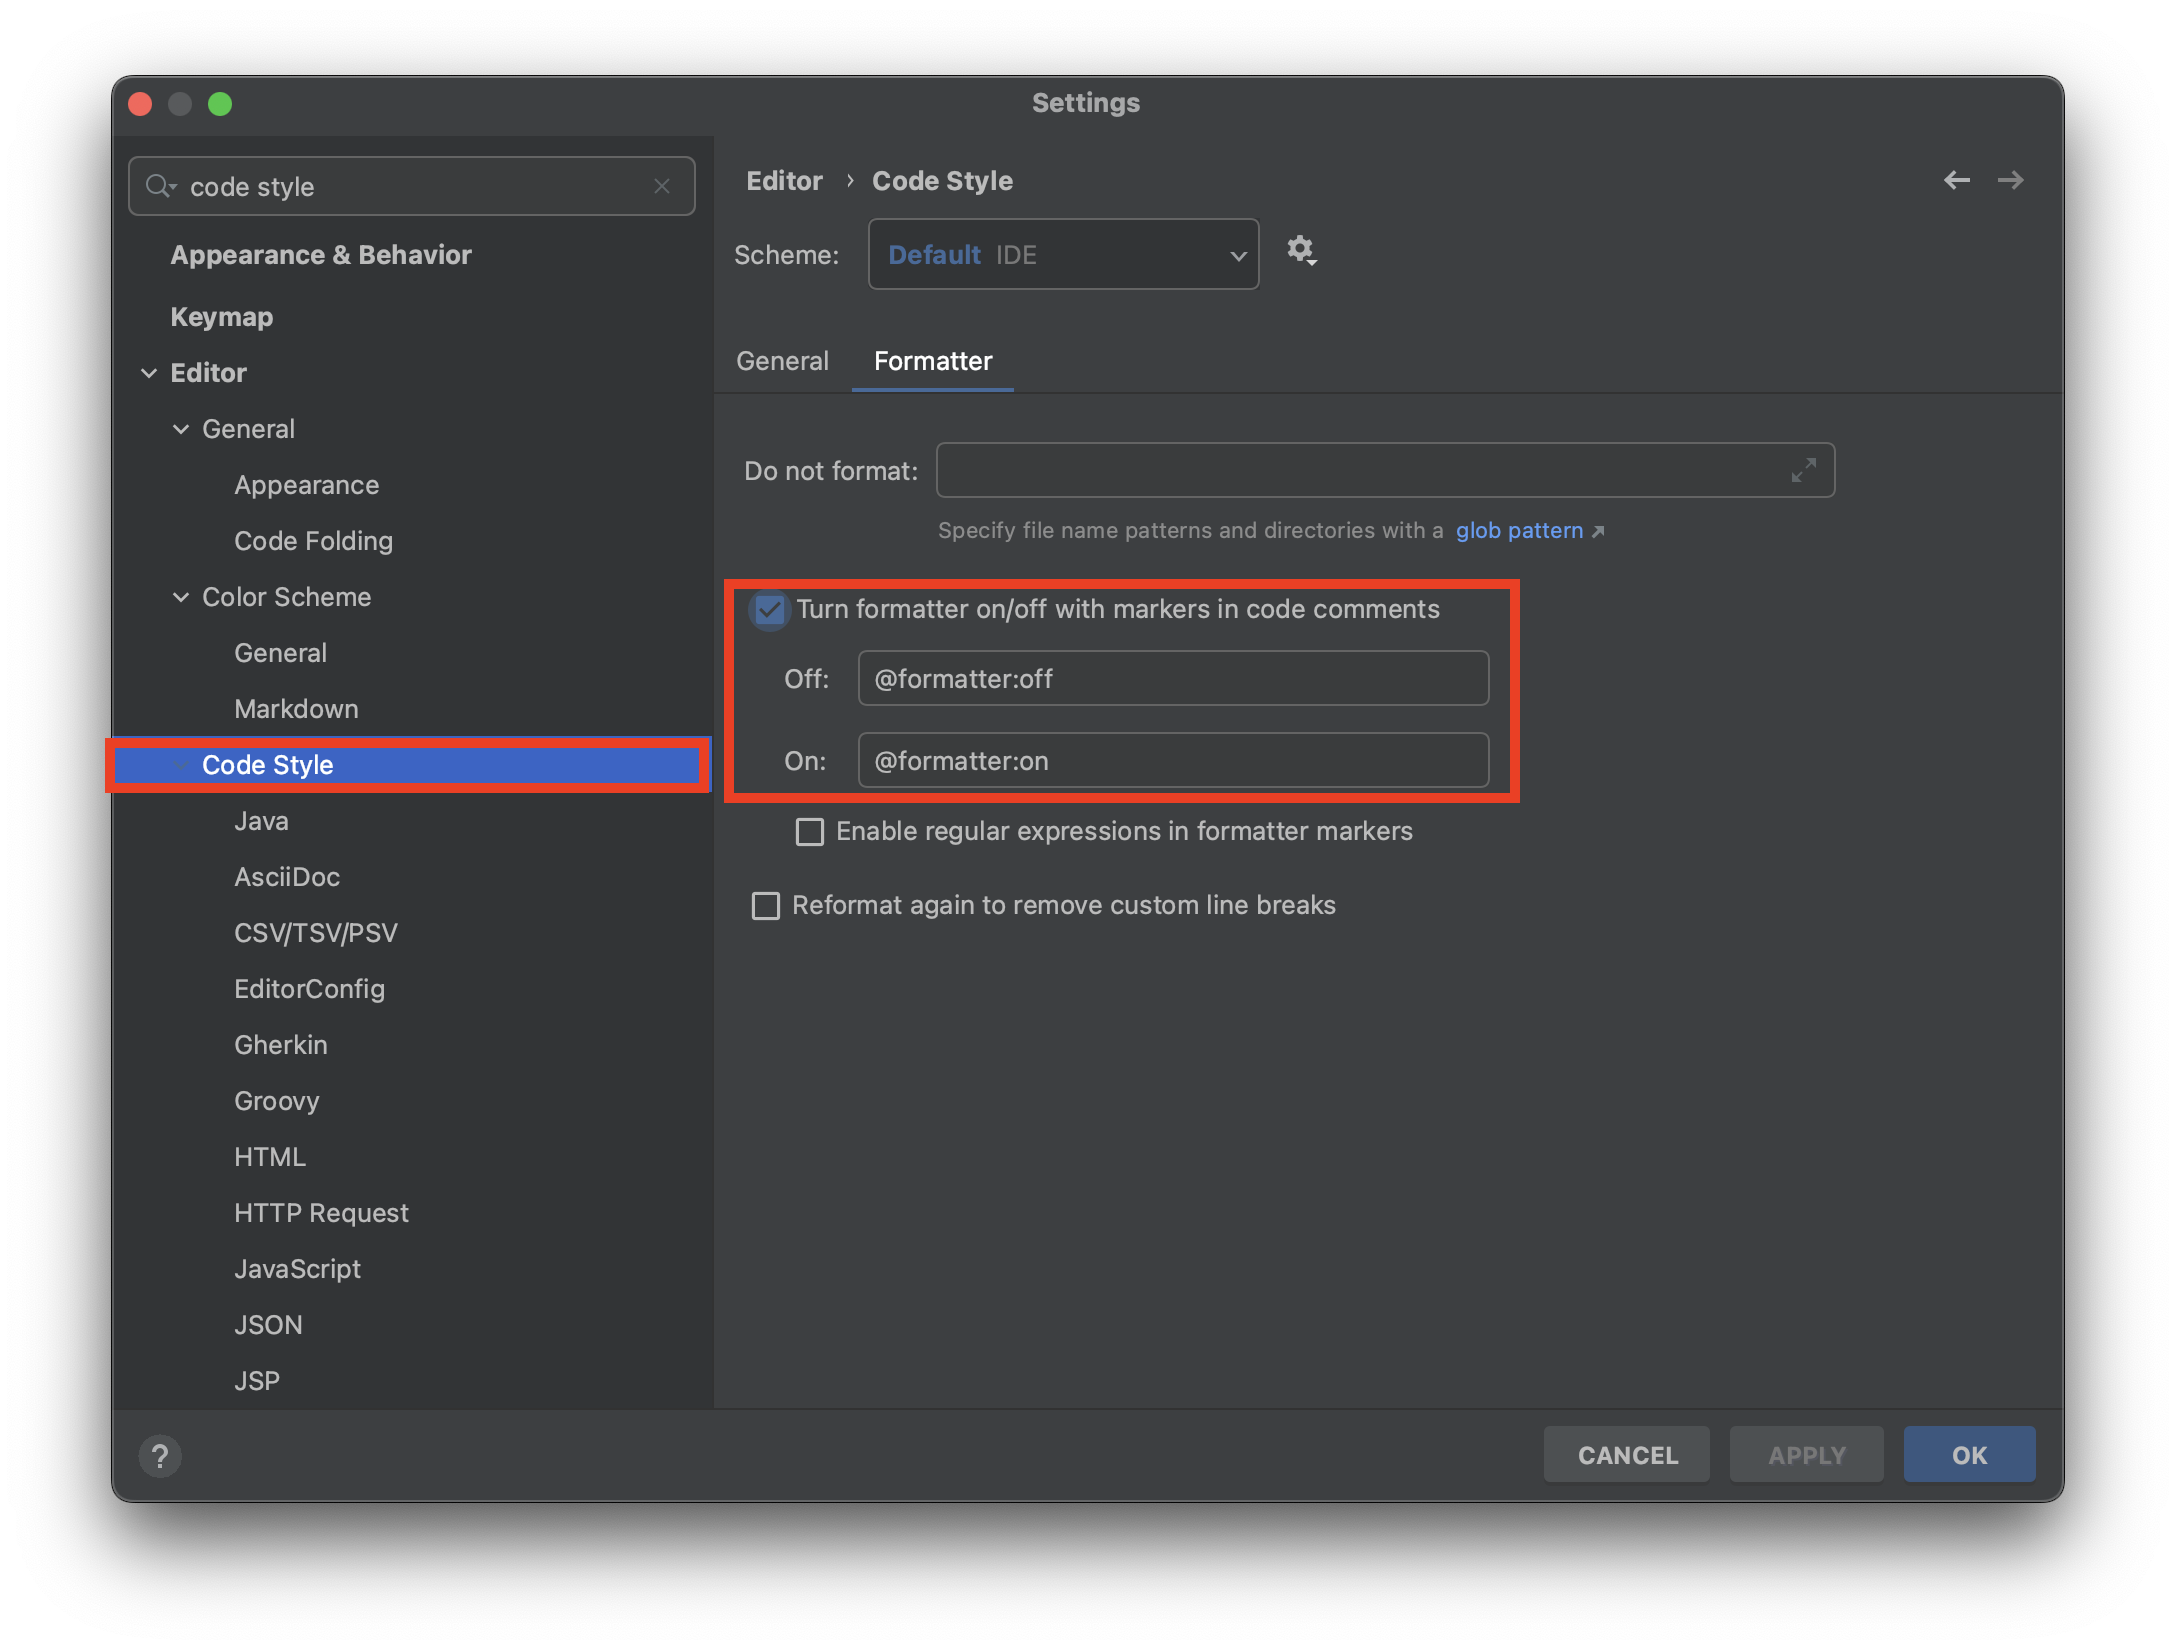 Settings
code style
Appearance & Behavior
Keymap
Editor
General
Appearance
Code Folding
Color Scheme
General
Markdown
Code Style
Java
AsciiDoc
CSV/TSV/PSV
EditorConfig
Gherkin
Groovy
HTML
HTTP Request
JavaScript
JSON
JSP
Editor › Code Style
Scheme: Default IDE
General Formatter
Do not format:
Specify file name patterns and directories with a glob pattern ↗
Turn formatter on/off with markers in code comments
Off: @formatter:off
On: @formatter:on
Enable regular expressions in formatter markers
Reformat again to remove custom line breaks
? CANCEL APPLY OK